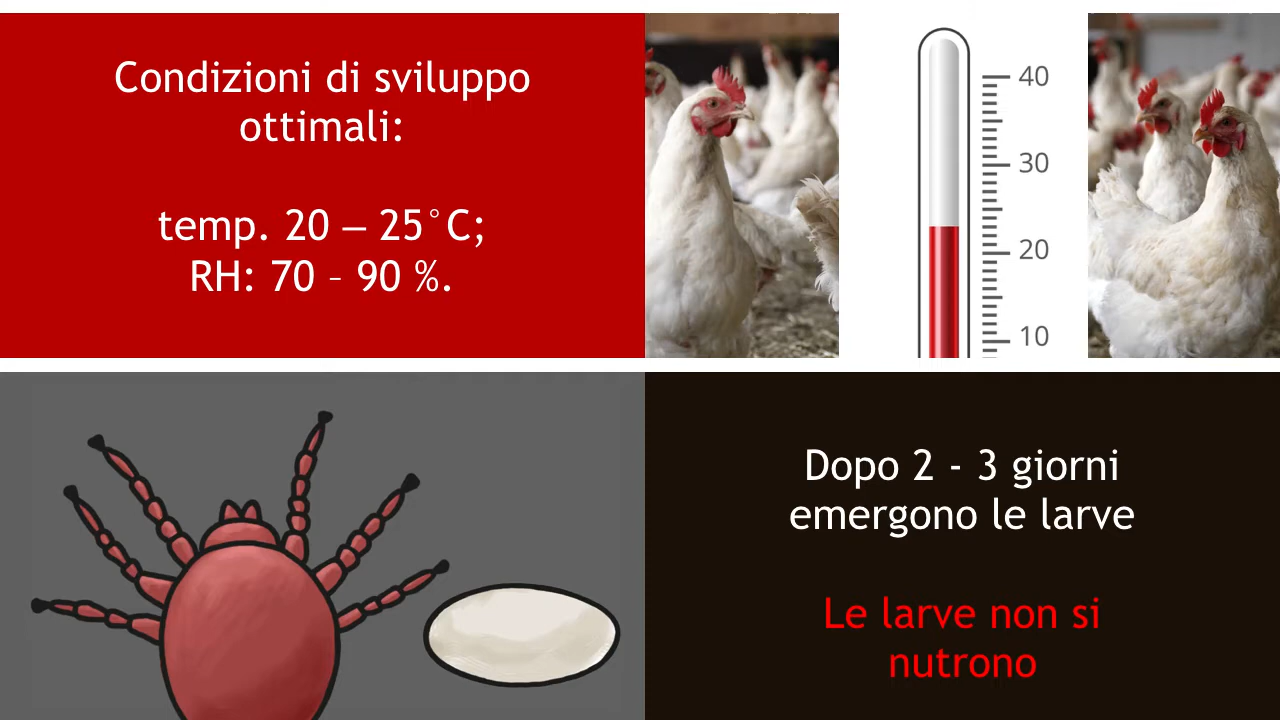 Condizioni di sviluppo
ottimali:
temp. 20 – 25°C;
RH: 70 – 90 %.
40
30
20
10
Dopo 2 - 3 giorni
emergono le larve
Le larve non si
nutrono